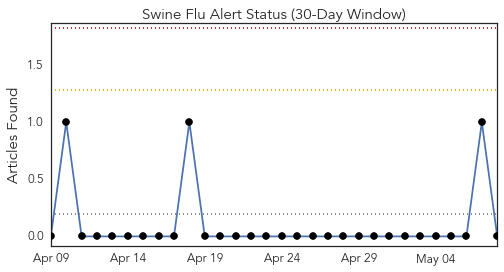 Swine Flu Alert Status (30-Day Window)
Articles Found
1.5
1.0
0.5
0.0
Apr 09 Apr 14 Apr 19 Apr 24 Apr 29 May 04